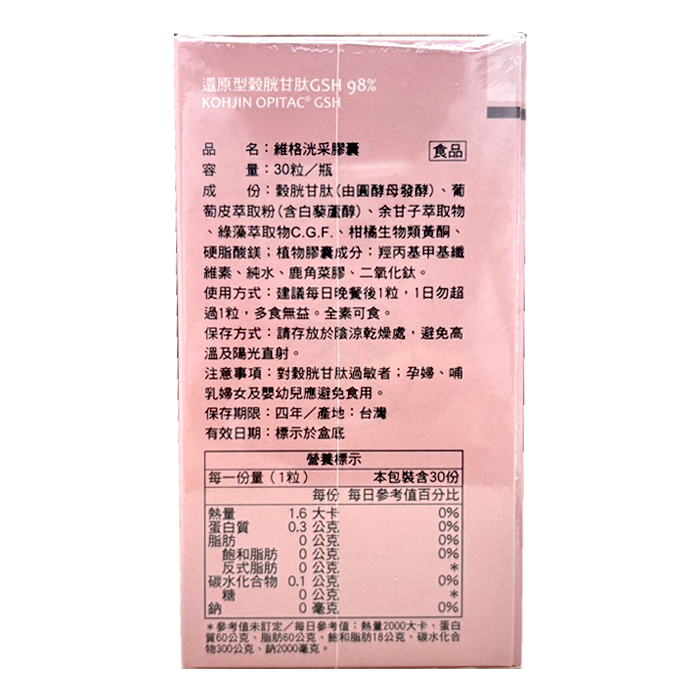 還原型穀胱甘肽GSH 98%
KOHJIN OPITAC® GSH
品　　名：維格洸采膠囊 食品
容　　量：30粒／瓶
成　　份：穀胱甘肽(由圓酵母發酵)、葡
萄皮萃取粉(含白藜蘆醇)、余甘子萃取物
、綠藻萃取物C.G.F.、柑橘生物類黃酮、
硬脂酸鎂；植物膠囊成分：羥丙基甲基纖
維素、純水、鹿角菜膠、二氧化鈦。
使用方式：建議每日晚餐後1粒，1日勿超
過1粒，多食無益。全素可食。
保存方式：請存放於陰涼乾燥處，避免高
溫及陽光直射。
注意事項：對穀胱甘肽過敏者；孕婦、哺
乳婦女及嬰幼兒應避免食用。
保存期限：四年／產地：台灣
有效日期：標示於盒底
營養標示
每一份量（1粒） 本包裝含30份
每份 每日參考值百分比
熱量 1.6 大卡 0%
蛋白質 0.3 公克 0%
脂肪 0 公克 0%
飽和脂肪 0 公克 0%
反式脂肪 0 公克 *
碳水化合物 0.1 公克 0%
糖 0 公克 *
鈉 0 毫克 0%
*參考值未訂定／每日參考值：熱量2000大卡、蛋白
質60公克、脂肪60公克、飽和脂肪18公克、碳水化合
物300公克、鈉2000毫克。